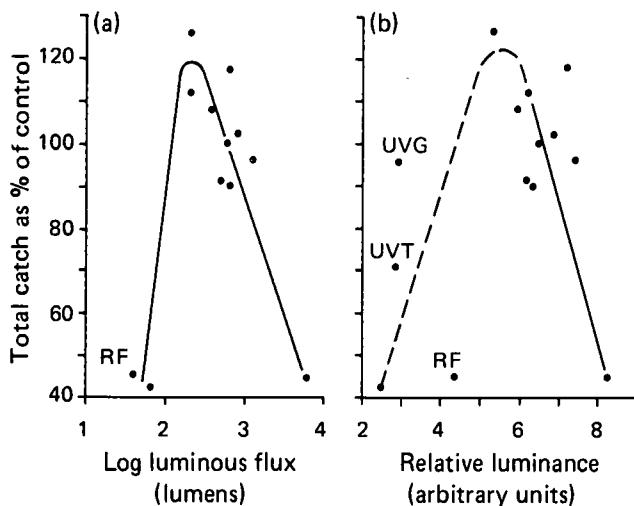 (a)
(b)
Total catch as % of control
120
100
80
60
40
RF
1
2
3
4
Log luminous flux
(lumens)
UVG
UVT
RF
2
4
6
8
Relative luminance
(arbitrary units)